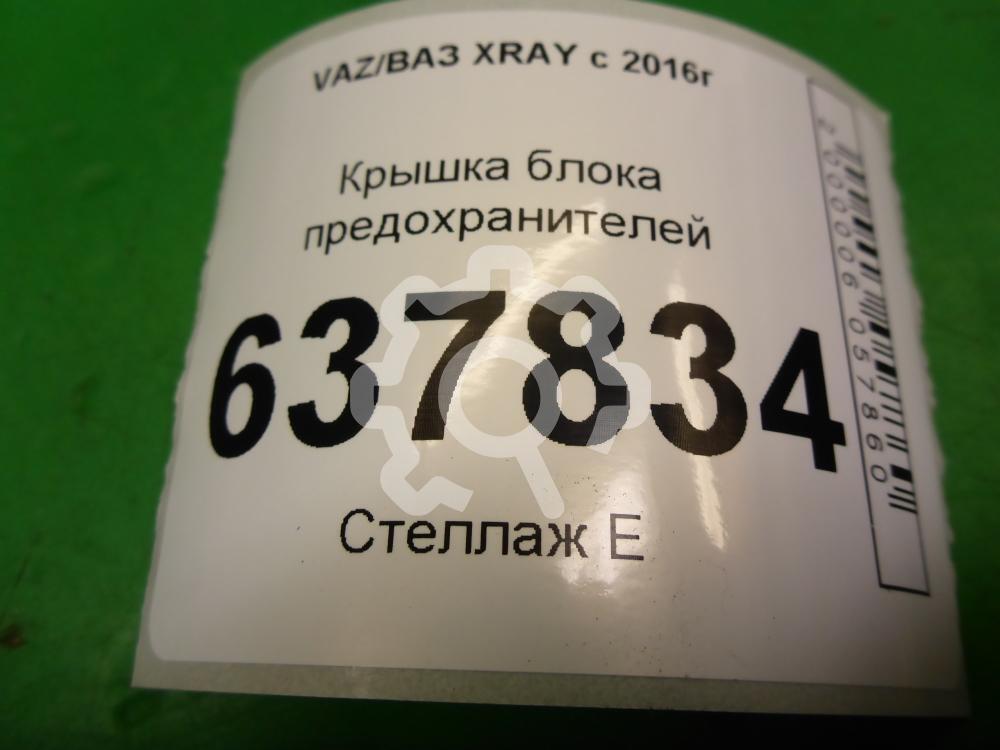 VAZ/ВАЗ XRAY с 2016г
Крышка блока
предохранителей
637834
Стеллаж Е
2000006057860